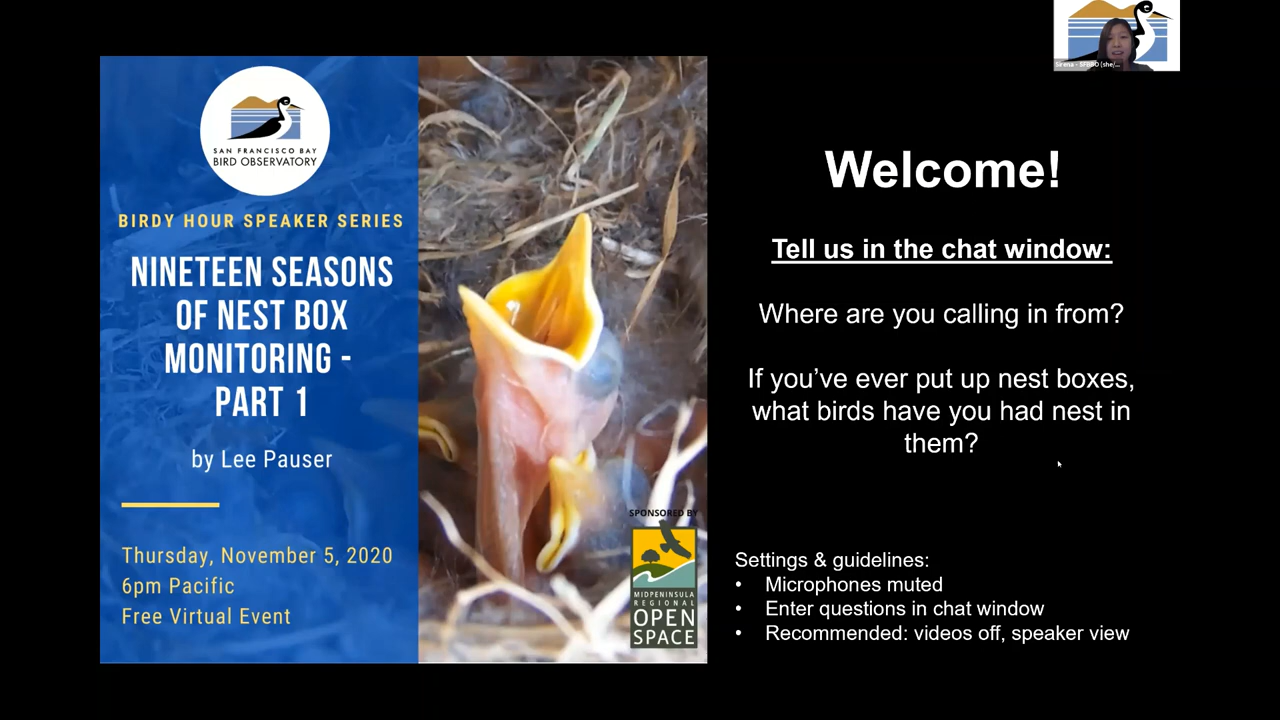 SAN FRANCISCO BAY
BIRD OBSERVATORY
BIRDY HOUR SPEAKER SERIES
NINETEEN SEASONS
OF NEST BOX
MONITORING -
PART 1
by Lee Pauser
Thursday, November 5, 2020
6pm Pacific
Free Virtual Event
SPONSORED BY
MIDPENINSULA
REGIONAL
OPEN
SPACE
Welcome!
Tell us in the chat window:
Where are you calling in from?
If you’ve ever put up nest boxes,
what birds have you had nest in
them?
Settings & guidelines:
• Microphones muted
• Enter questions in chat window
• Recommended: videos off, speaker view
Sirena - SFBBO (she/...